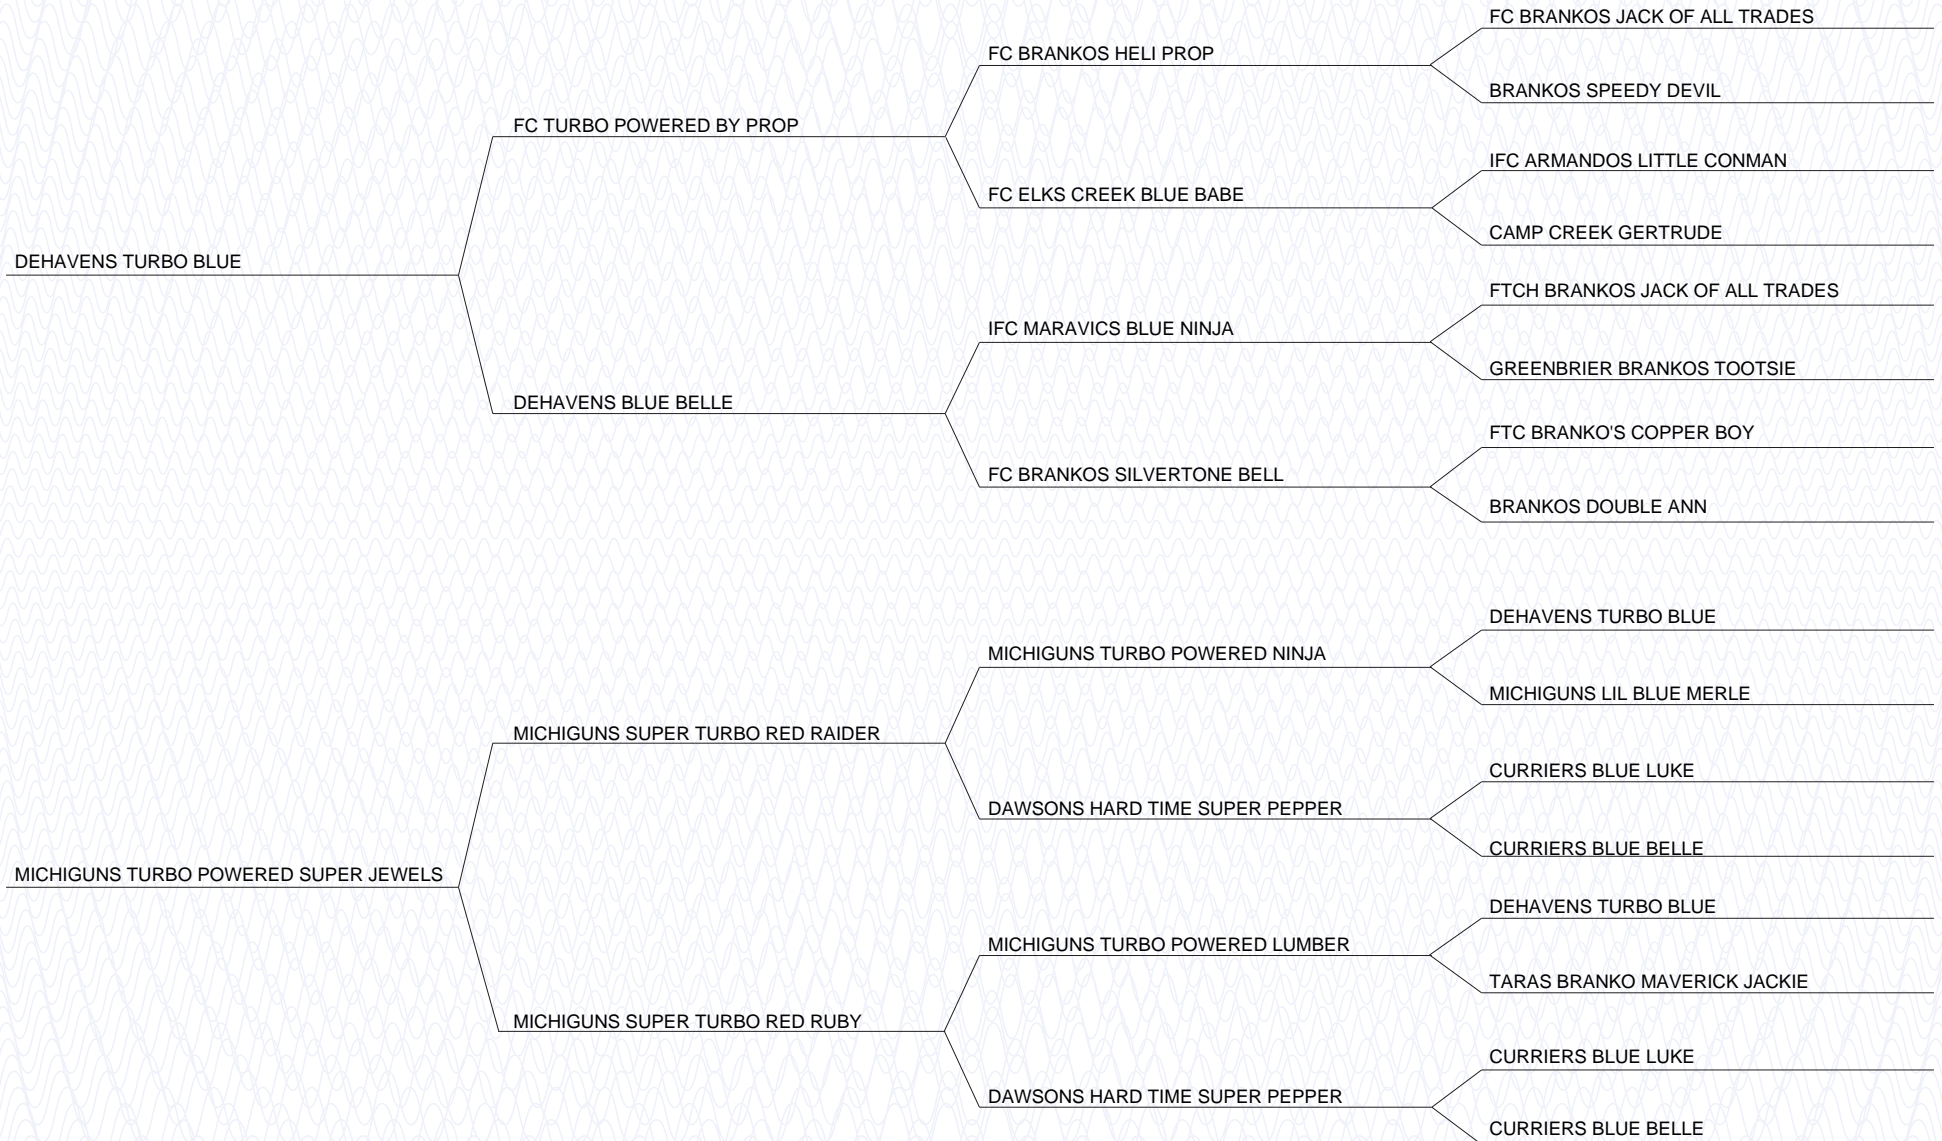 FC BRANKOS JACK OF ALL TRADES
FC BRANKOS HELI PROP
BRANKOS SPEEDY DEVIL
FC TURBO POWERED BY PROP
IFC ARMANDOS LITTLE CONMAN
FC ELKS CREEK BLUE BABE
CAMP CREEK GERTRUDE
DEHAVENS TURBO BLUE
FTCH BRANKOS JACK OF ALL TRADES
IFC MARAVICS BLUE NINJA
GREENBRIER BRANKOS TOOTSIE
DEHAVENS BLUE BELLE
FTC BRANKO'S COPPER BOY
FC BRANKOS SILVERTONE BELL
BRANKOS DOUBLE ANN
DEHAVENS TURBO BLUE
MICHIGUNS TURBO POWERED NINJA
MICHIGUNS LIL BLUE MERLE
MICHIGUNS SUPER TURBO RED RAIDER
CURRIERS BLUE LUKE
DAWSONS HARD TIME SUPER PEPPER
CURRIERS BLUE BELLE
MICHIGUNS TURBO POWERED SUPER JEWELS
DEHAVENS TURBO BLUE
MICHIGUNS TURBO POWERED LUMBER
TARAS BRANKO MAVERICK JACKIE
MICHIGUNS SUPER TURBO RED RUBY
CURRIERS BLUE LUKE
DAWSONS HARD TIME SUPER PEPPER
CURRIERS BLUE BELLE